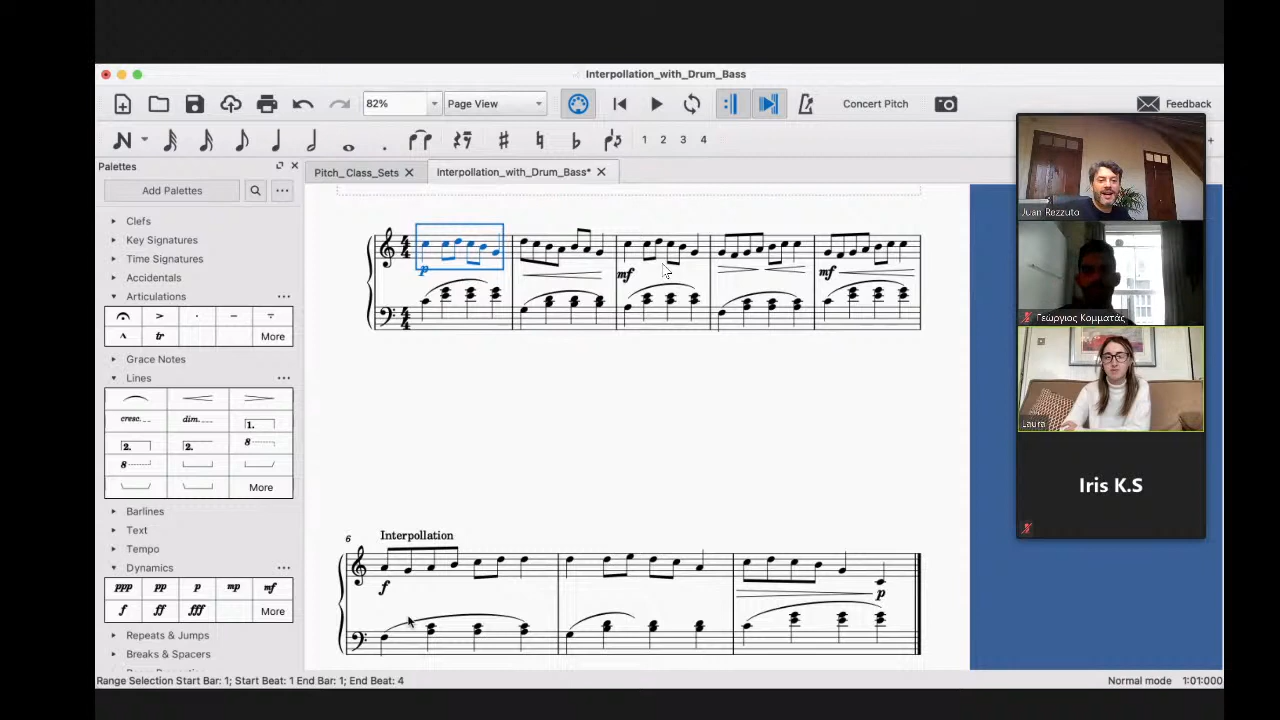 Interpollation_with_Drum_Bass
82%
Page View
Concert Pitch
Feedback
1 2 3 4
Palettes
Pitch_Class_Sets
Interpollation_with_Drum_Bass*
Add Palettes
Clefs
Key Signatures
Time Signatures
Accidentals
Articulations
tr
More
Grace Notes
Lines
cresc.
dim.
1.
2.
2.
8
8
More
Barlines
Text
Tempo
Dynamics
ppp pp p mp mf
f ff fff More
Repeats & Jumps
Breaks & Spacers
p
mf
mf
6
Interpollation
f
p
Juan Rezzuto
Γεώργιος Κομματάς
Laura
Iris K.S
Range Selection Start Bar: 1; Start Beat: 1 End Bar: 1; End Beat: 4
Normal mode
1:01:000